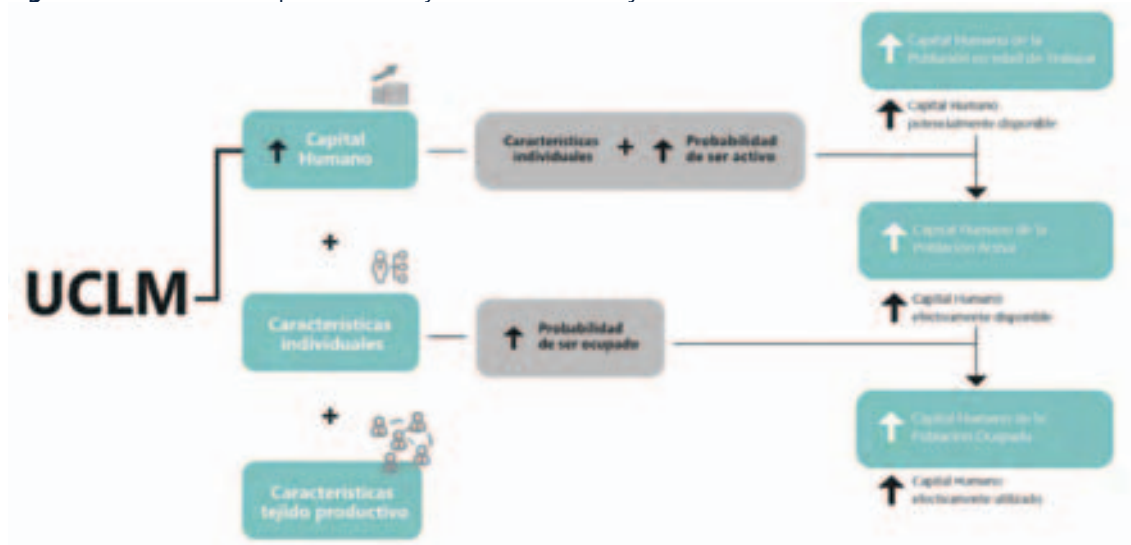 UCLM
Capital
Humano
+
Características
individuales
+
Características
tejido productivo
Características
individuales
+
Probabilidad
de ser activo
Probabilidad
de ser ocupado
Capital Humano de la
Población en edad de Trabajar
Capital Humano
potencialmente disponible
Capital Humano de la
Población Activa
Capital Humano
efectivamente disponible
Capital Humano de la
Población Ocupada
Capital Humano
efectivamente utilizado